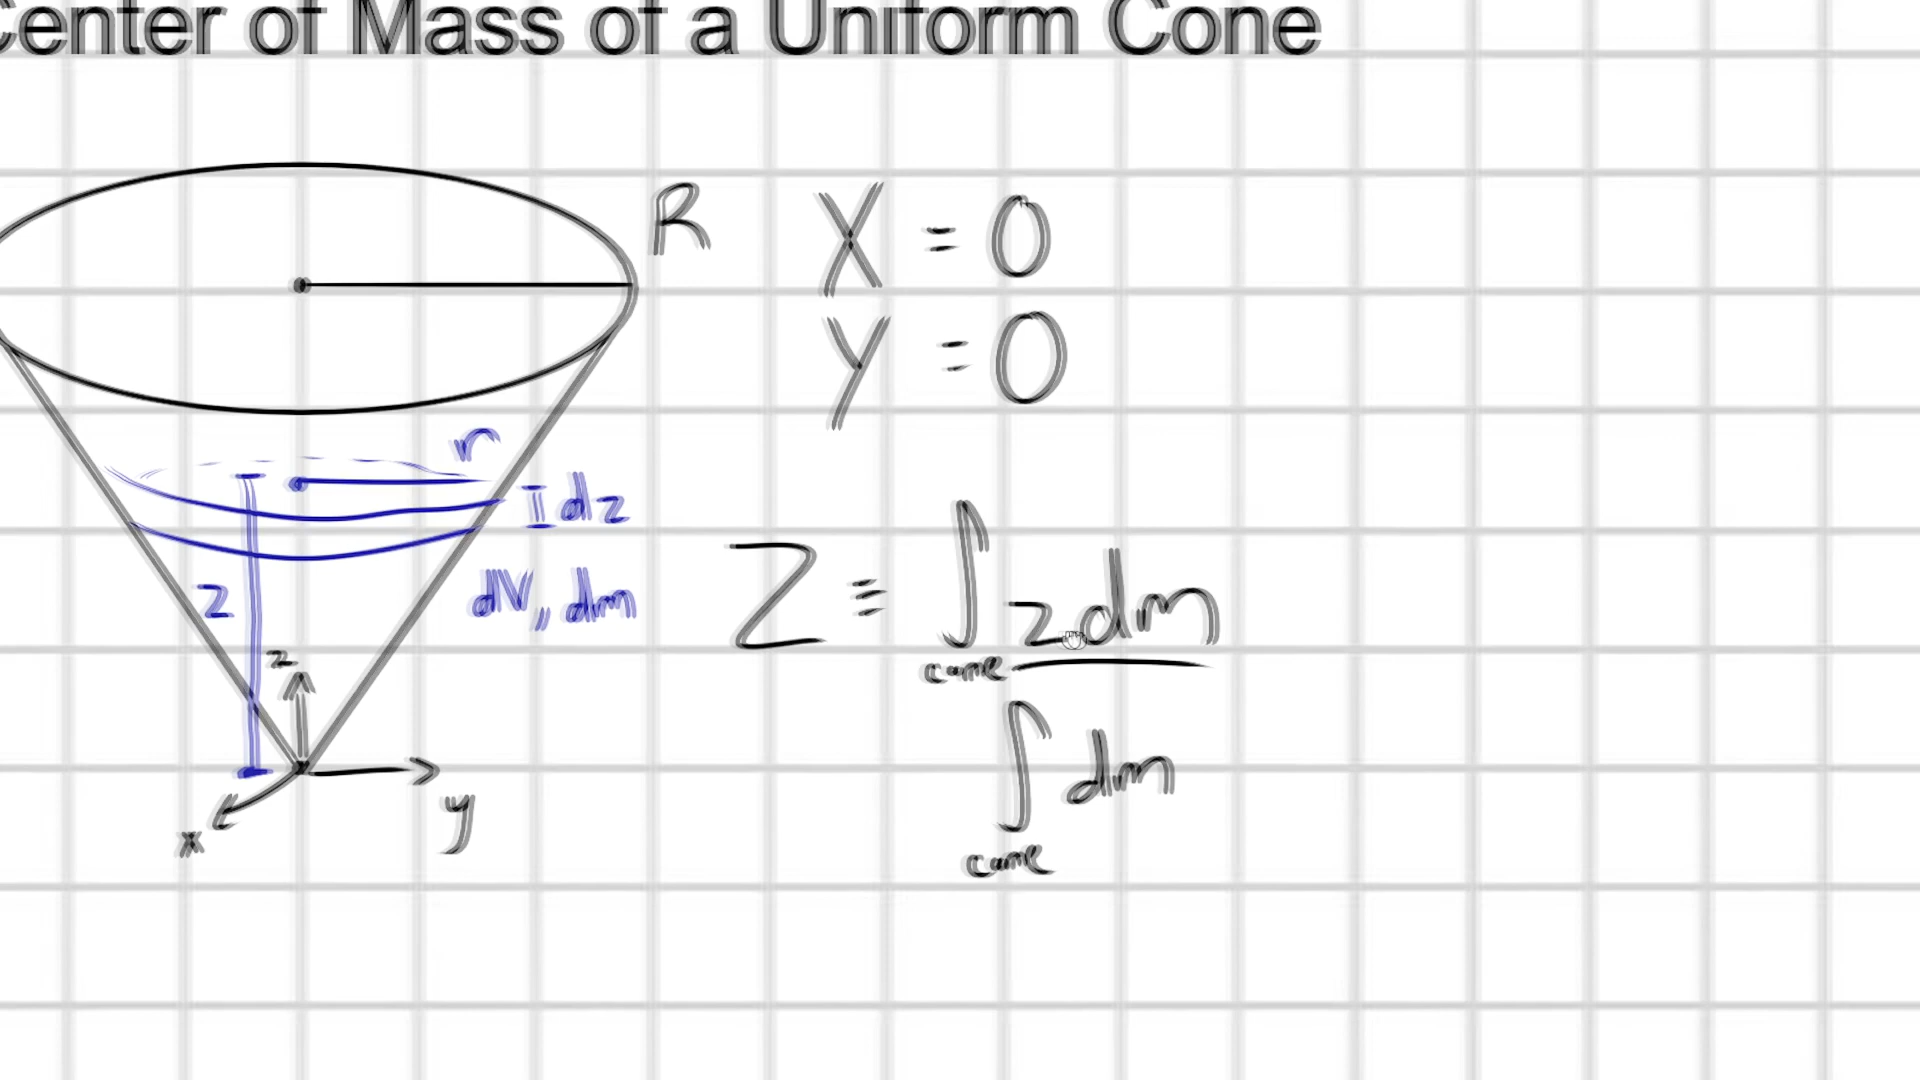 Center of Mass of a Uniform Cone
R
X = 0
Y = 0
r
dz
z
dV, dm
Z ≡ ∫ z dm
cone
∫ dm
cone
z
y
x